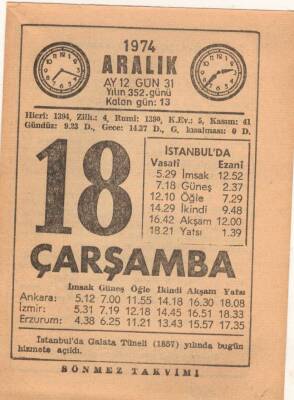 1974
ARALIK
AY 12 GÜN 31
Yılın 352. günü
Kalan gün: 13
Hicri: 1394, Zilh.: 4, Rumi: 1390, K.Ev.: 5, Kasım: 41
Gündüz: 9.23 D., Gece: 14.37 D., G. kısalması: 0 D.
18
İSTANBUL'DA
Vasatî Ezanî
5.29 İmsak 12.52
7.18 Güneş 2.37
12.10 Öğle 7.29
14.29 İkindi 9.48
16.42 Akşam 12.00
18.21 Yatsı 1.39
ÇARŞAMBA
İmsak Güneş Öğle İkindi Akşam Yatsı
Ankara: 5.12 7.00 11.55 14.18 16.30 18.08
İzmir: 5.31 7.19 12.18 14.45 16.51 18.33
Erzurum: 4.38 6.25 11.21 13.43 15.57 17.35
İstanbul'da Galata Tüneli (1857) yılında bugün
hizmete açıldı.
SÖNMEZ TAKVİMİ